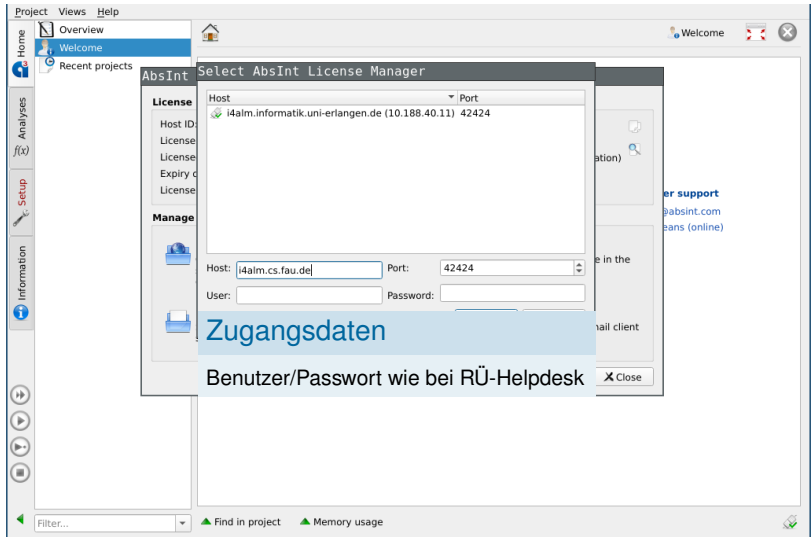 Project Views Help
Home
Analyses
f(x)
Setup
Information
Overview
Welcome
Recent projects
Welcome
AbsInt
Select AbsInt License Manager
License
Host ID:
License
License
ation)
Expiry
License
Manage
Host Port
i4alm.informatik.uni-erlangen.de (10.188.40.11) 42424
er support
@absint.com
eans (online)
e in the
Host: i4alm.cs.fau.de Port: 42424
User: Password:
Zugangsdaten
nail client
Benutzer/Passwort wie bei RÜ-Helpdesk
Close
Filter...
Find in project Memory usage